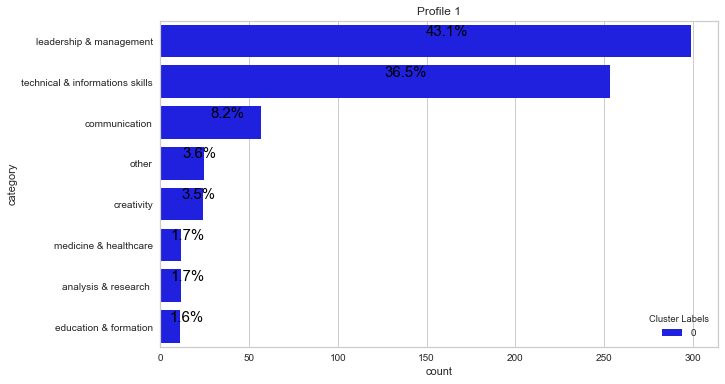 Profile 1
category
leadership & management 43.1%
technical & informations skills 36.5%
communication 8.2%
other 3.6%
creativity 3.5%
medicine & healthcare 1.7%
analysis & research 1.7%
education & formation 1.6%
Cluster Labels
0
0 50 100 150 200 250 300
count